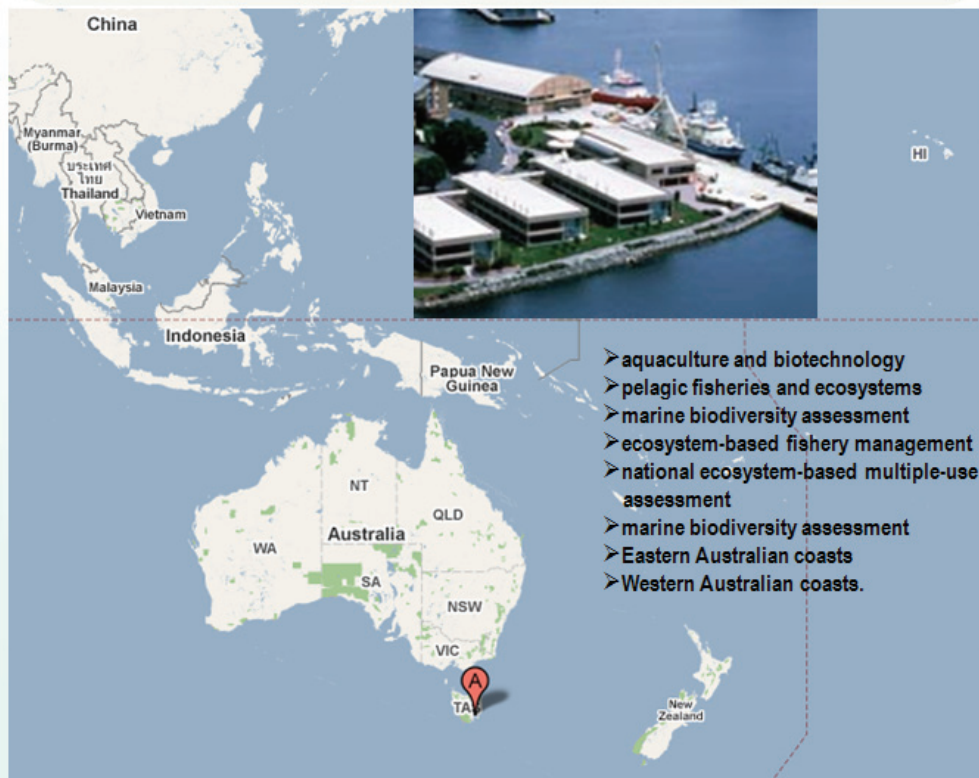 China
Myanmar
(Burma)
ประเทศ
ไทย
Thailand
Vietnam
Malaysia
Indonesia
HI
Papua New
Guinea
➢aquaculture and biotechnology
➢pelagic fisheries and ecosystems
➢marine biodiversity assessment
➢ecosystem-based fishery management
➢national ecosystem-based multiple-use
assessment
➢marine biodiversity assessment
➢Eastern Australian coasts
➢Western Australian coasts.
NT
QLD
Australia
WA
SA
NSW
VIC
A
TAS
New
Zealand